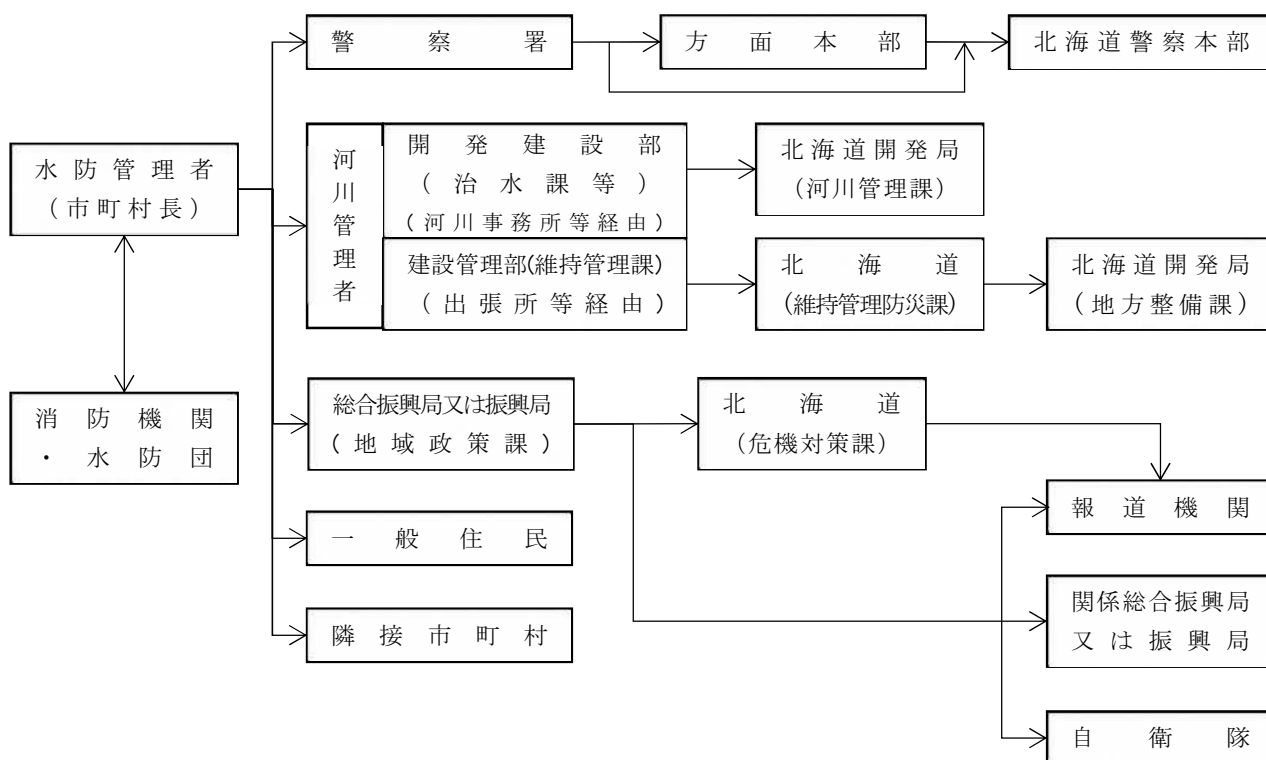 警察署
方面本部
北海道警察本部
水防管理者
(市町村長)
河川管理者
開発建設部
(治水課等)
(河川事務所等経由)
北海道開発局
(河川管理課)
建設管理部(維持管理課)
(出張所等経由)
北海道
(維持管理防災課)
北海道開発局
(地方整備課)
消防機関
・水防団
総合振興局又は振興局
(地域政策課)
北海道
(危機対策課)
報道機関
一般住民
関係総合振興局
又は振興局
隣接市町村
自衛隊